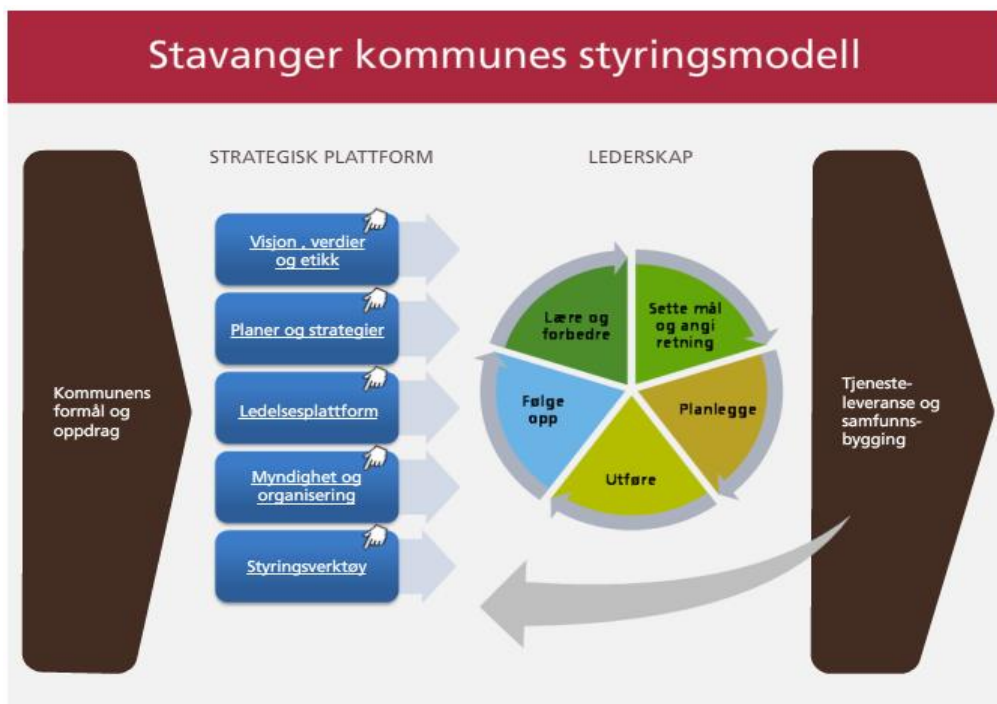 Stavanger kommunes styringsmodell
STRATEGISK PLATTFORM
LEDERSKAP
Kommunens
formål og
oppdrag
Visjon , verdier
og etikk
Planer og strategier
Ledelsesplattform
Myndighet og
organisering
Styringsverktøy
Lære og
forbedre
Sette mål
og angi
retning
Følge
opp
Planlegge
Utføre
Tjeneste-
leveranse og
samfunns-
bygging